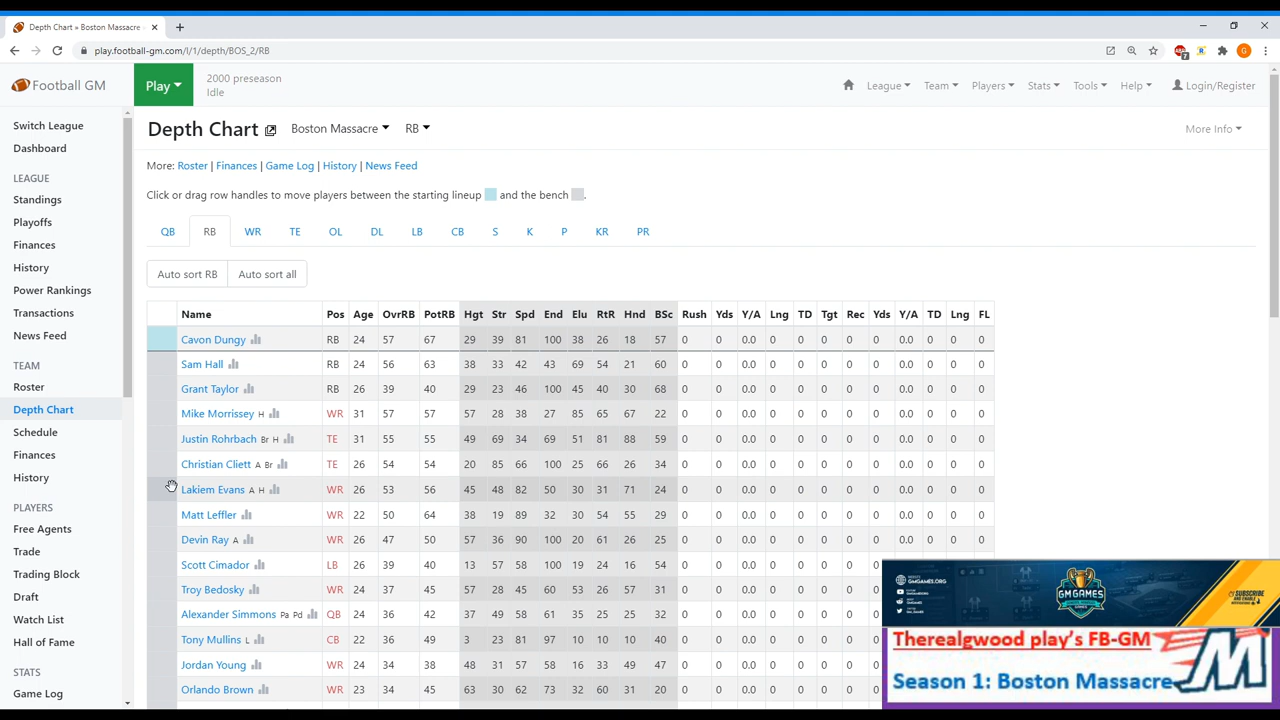 Depth Chart » Boston Massacre
play.football-gm.com/l/1/depth/BOS_2/RB
7
G
Football GM
Play
2000 preseason
Idle
League
Team
Players
Stats
Tools
Help
Login/Register
Switch League
Dashboard
LEAGUE
Standings
Playoffs
Finances
History
Power Rankings
Transactions
News Feed
TEAM
Roster
Depth Chart
Schedule
Finances
History
PLAYERS
Free Agents
Trade
Trading Block
Draft
Watch List
Hall of Fame
STATS
Game Log
Depth Chart Boston Massacre RB
More Info
More: Roster | Finances | Game Log | History | News Feed
Click or drag row handles to move players between the starting lineup and the bench .
QB RB WR TE OL DL LB CB S K P KR PR
Auto sort RB Auto sort all
Name Pos Age OvrRB PotRB Hgt Str Spd End Elu RtR Hnd BSc Rush Yds Y/A Lng TD Tgt Rec Yds Y/A TD Lng FL
Cavon Dungy RB 24 57 67 29 39 81 100 38 26 18 57 0 0 0.0 0 0 0 0 0 0.0 0 0 0
Sam Hall RB 24 56 63 38 33 42 43 69 54 21 60 0 0 0.0 0 0 0 0 0 0.0 0 0 0
Grant Taylor RB 26 39 40 29 23 46 100 45 40 30 68 0 0 0.0 0 0 0 0 0 0.0 0 0 0
Mike Morrissey H WR 31 57 57 57 28 38 27 85 65 67 22 0 0 0.0 0 0 0 0 0 0.0 0 0 0
Justin Rohrbach Br H TE 31 55 55 49 69 34 69 51 81 88 59 0 0 0.0 0 0 0 0 0 0.0 0 0 0
Christian Cliett A Br TE 26 54 54 20 85 66 100 25 66 26 34 0 0 0.0 0 0 0 0 0 0.0 0 0 0
Lakiem Evans A H WR 26 53 56 45 48 82 50 30 31 71 24 0 0 0.0 0 0 0 0 0 0.0 0 0 0
Matt Leffler WR 22 50 64 38 19 89 32 54 54 55 29 0 0 0.0 0 0 0 0 0 0.0 0 0 0
Devin Ray A WR 26 47 50 57 36 90 100 20 61 26 25 0 0 0.0 0 0 0 0 0 0.0 0 0 0
Scott Cimador LB 26 39 40 13 57 58 100 19 24 16 54 0 0 0.0 0 0 0 0
Troy Bedosky WR 24 37 45 57 28 45 60 53 26 57 31 0 0 0.0 0 0 0 0
Alexander Simmons Pa Pd QB 36 42 37 49 58 35 25 25 32 0 0 0.0 0 0 0 0
Tony Mullins L CB 22 36 49 3 23 81 97 10 10 40 0 0 0.0 0 0 0 0
Jordan Young WR 24 34 38 48 31 57 58 16 33 49 47 0 0 0.0 0 0 0 0
Orlando Brown WR 23 34 45 63 30 62 73 32 60 31 20 0 0 0.0 0 0 0 0
GMGAMES.ORG
GM GAMES
SUBSCRIBE
Therealgwood play's FB-GM
Season 1: Boston Massacre